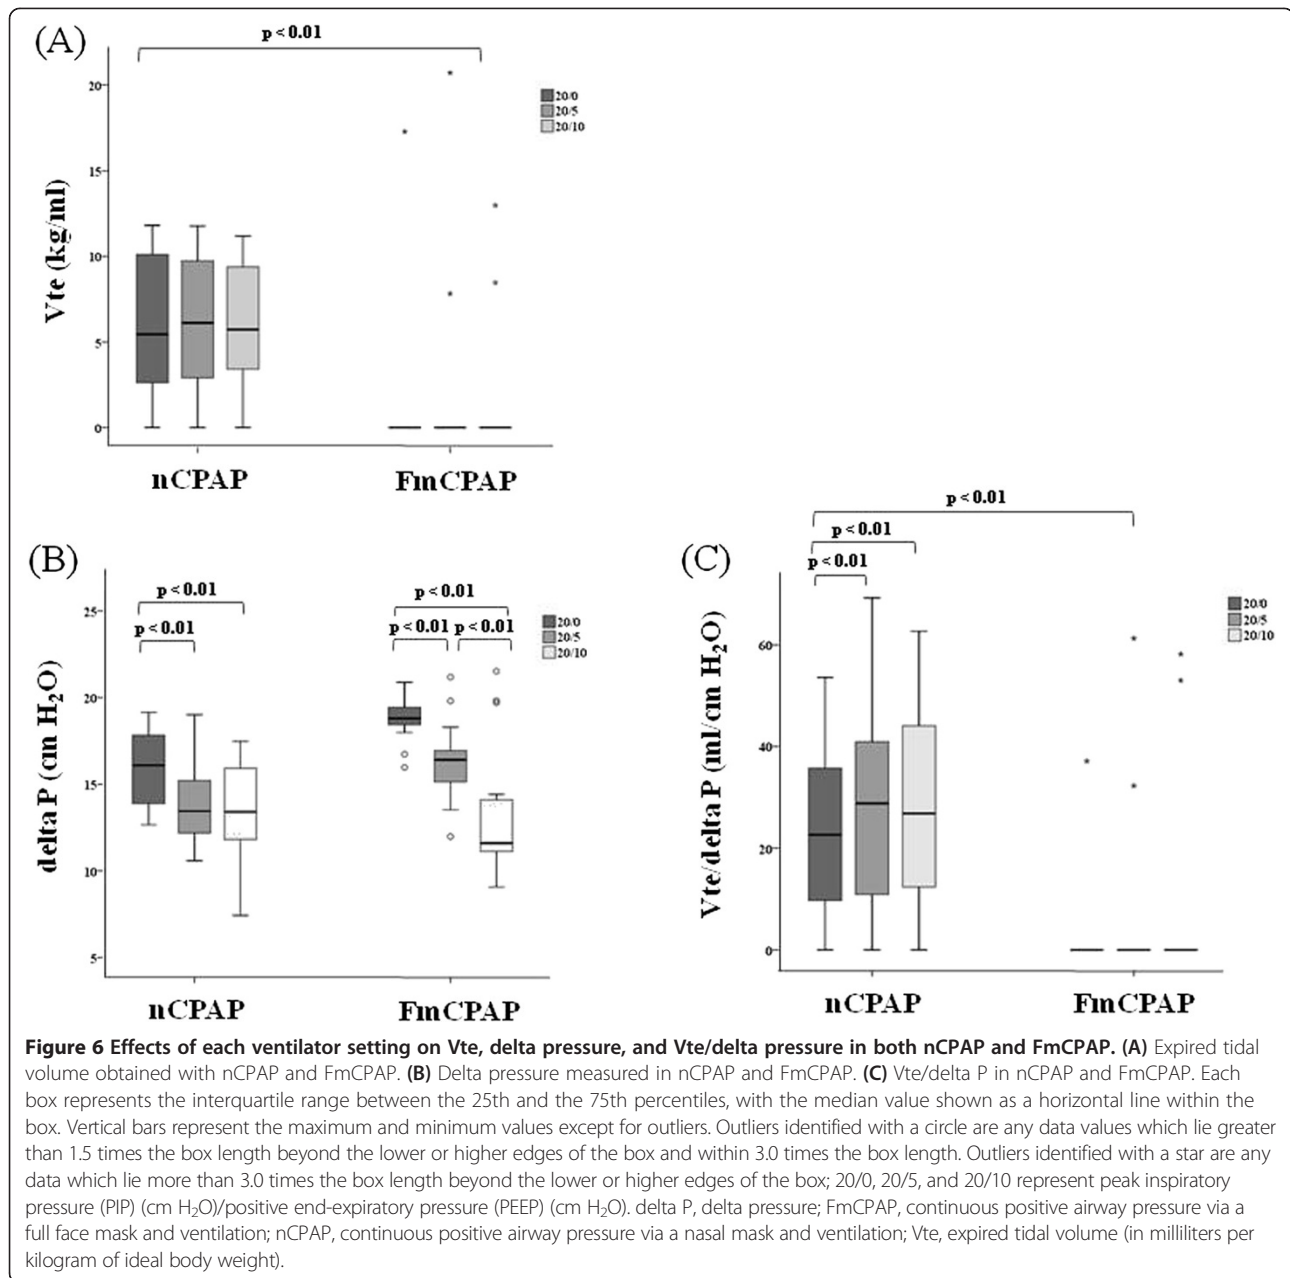 (A)
p < 0.01
20
15
10
5
0
Vte (kg/ml)
20/0
20/5
20/10
nCPAP
FmCPAP
(B)
p < 0.01
p < 0.01
p < 0.01
p < 0.01
p < 0.01
25
20
15
10
5
delta P (cm H₂O)
20/0
20/5
20/10
nCPAP
FmCPAP
(C)
p < 0.01
p < 0.01
p < 0.01
60
40
20
0
Vte/delta P (ml/cm H₂O)
20/0
20/5
20/10
nCPAP
FmCPAP
Figure 6 Effects of each ventilator setting on Vte, delta pressure, and Vte/delta pressure in both nCPAP and FmCPAP. (A) Expired tidal
volume obtained with nCPAP and FmCPAP. (B) Delta pressure measured in nCPAP and FmCPAP. (C) Vte/delta P in nCPAP and FmCPAP. Each
box represents the interquartile range between the 25th and the 75th percentiles, with the median value shown as a horizontal line within the
box. Vertical bars represent the maximum and minimum values except for outliers. Outliers identified with a circle are any data values which lie greater
than 1.5 times the box length beyond the lower or higher edges of the box and within 3.0 times the box length. Outliers identified with a star are any
data which lie more than 3.0 times the box length beyond the lower or higher edges of the box; 20/0, 20/5, and 20/10 represent peak inspiratory
pressure (PIP) (cm H₂O)/positive end-expiratory pressure (PEEP) (cm H₂O). delta P, delta pressure; FmCPAP, continuous positive airway pressure via a
full face mask and ventilation; nCPAP, continuous positive airway pressure via a nasal mask and ventilation; Vte, expired tidal volume (in milliliters per
kilogram of ideal body weight).